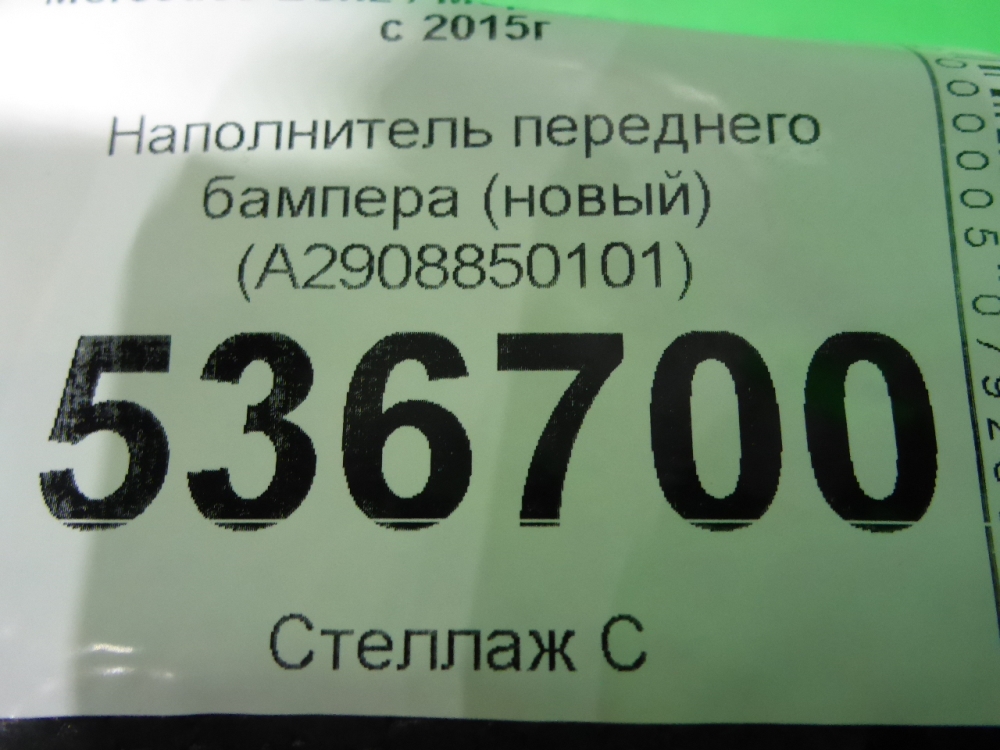 с 2015г
Наполнитель переднего
бампера (новый)
(A2908850101)
536700
Стеллаж С